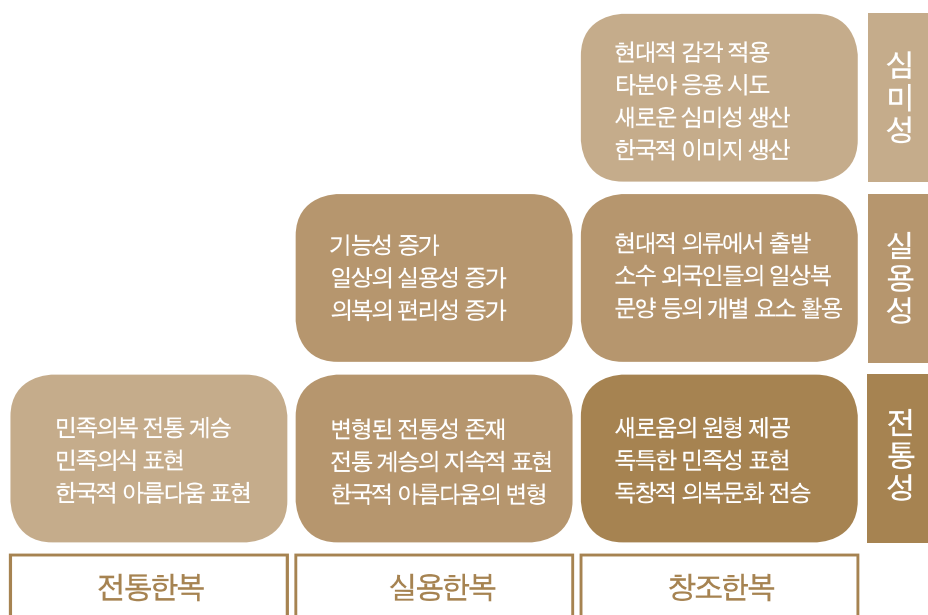 현대적 감각 적용
타분야 응용 시도
새로운 심미성 생산
한국적 이미지 생산
심미성
기능성 증가
일상의 실용성 증가
의복의 편리성 증가
현대적 의류에서 출발
소수 외국인들의 일상복
문양 등의 개별 요소 활용
실용성
민족의복 전통 계승
민족의식 표현
한국적 아름다움 표현
변형된 전통성 존재
전통 계승의 지속적 표현
한국적 아름다움의 변형
새로움의 원형 제공
독특한 민족성 표현
독창적 의복문화 전승
전통성
전통한복
실용한복
창조한복